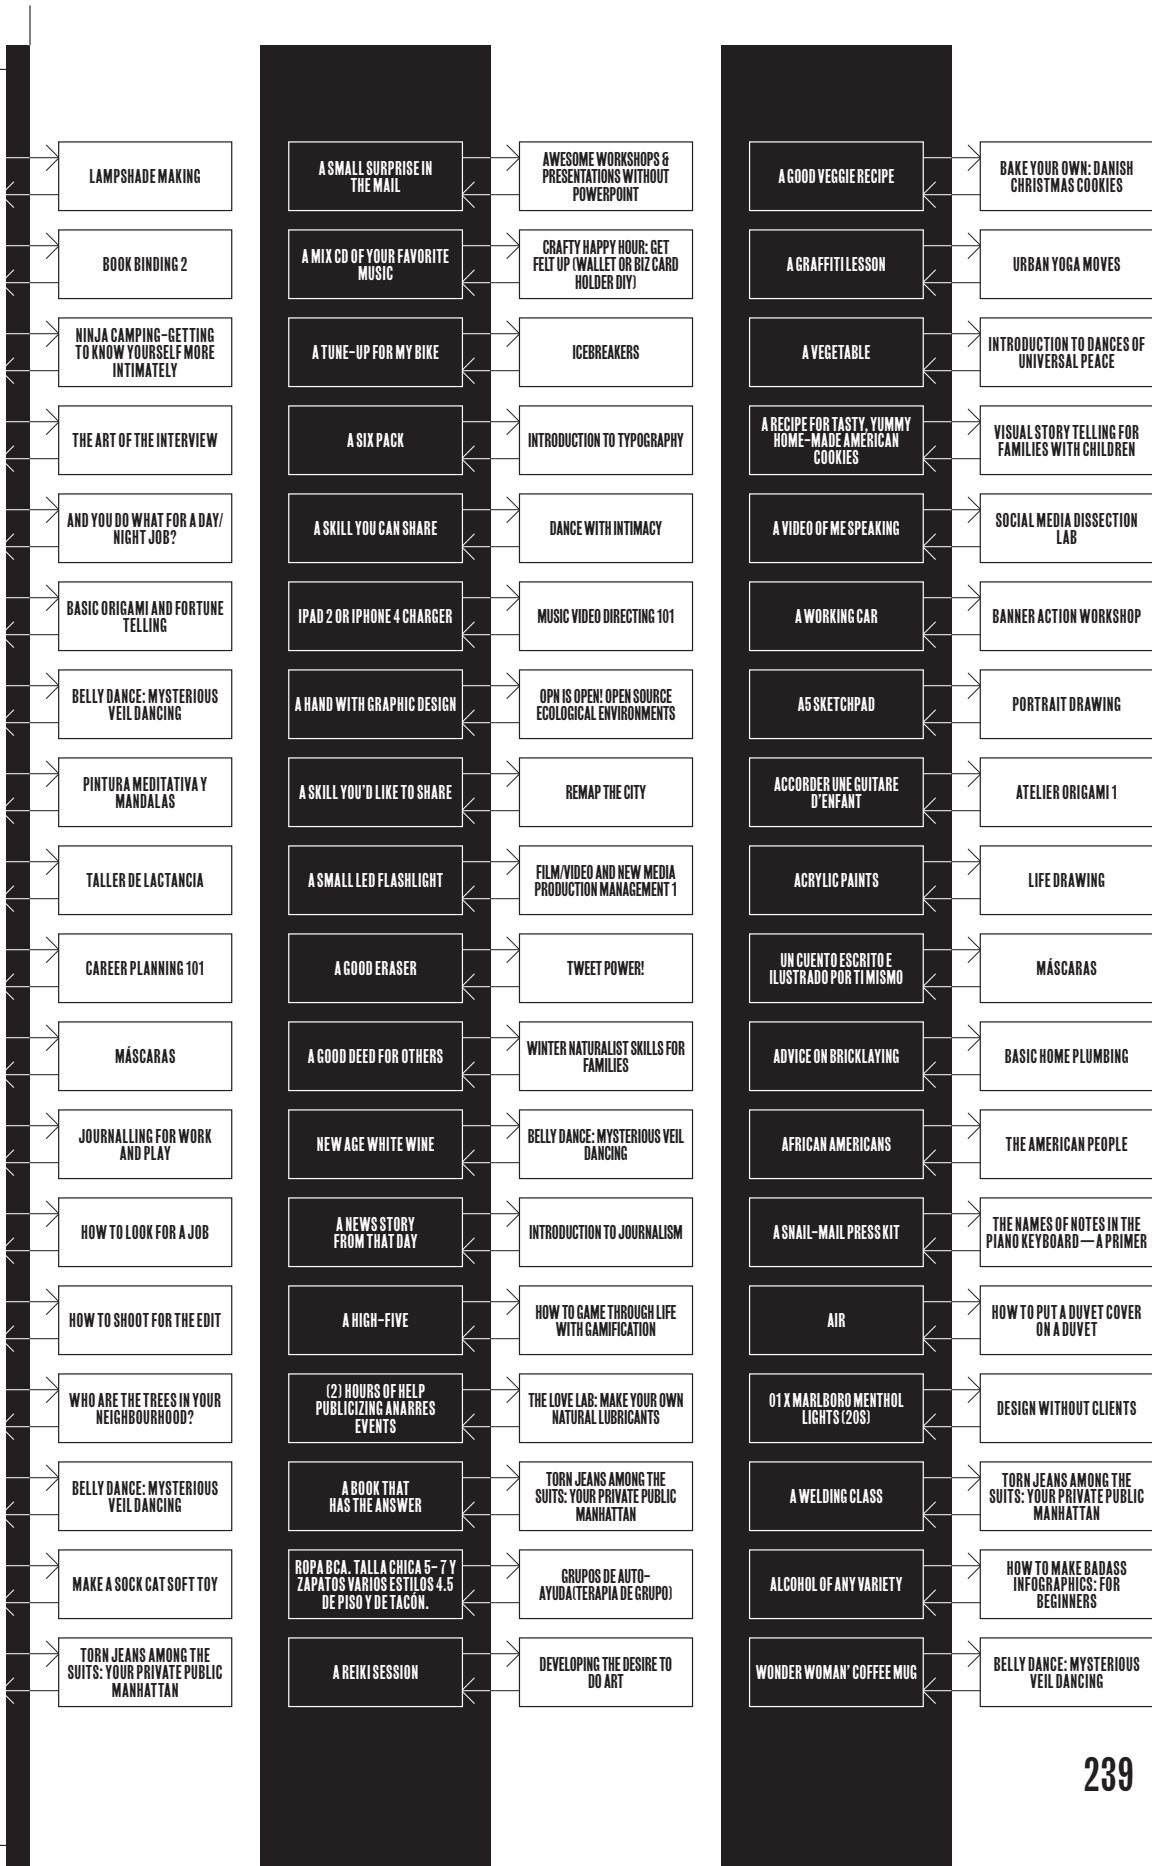 LAMPSHADE MAKING
BOOK BINDING 2
NINJA CAMPING–GETTING
TO KNOW YOURSELF MORE
INTIMATELY
THE ART OF THE INTERVIEW
AND YOU DO WHAT FOR A DAY/
NIGHT JOB?
BASIC ORIGAMI AND FORTUNE
TELLING
BELLY DANCE: MYSTERIOUS
VEIL DANCING
PINTURA MEDITATIVA Y
MANDALAS
TALLER DE LACTANCIA
CAREER PLANNING 101
MÁSCARAS
JOURNALLING FOR WORK
AND PLAY
HOW TO LOOK FOR A JOB
HOW TO SHOOT FOR THE EDIT
WHO ARE THE TREES IN YOUR
NEIGHBOURHOOD?
BELLY DANCE: MYSTERIOUS
VEIL DANCING
MAKE A SOCK CAT SOFT TOY
TORN JEANS AMONG THE
SUITS: YOUR PRIVATE PUBLIC
MANHATTAN
A SMALL SURPRISE IN
THE MAIL
AWESOME WORKSHOPS &
PRESENTATIONS WITHOUT
POWERPOINT
A MIX CD OF YOUR FAVORITE
MUSIC
CRAFTY HAPPY HOUR: GET
FELT UP (WALLET OR BIZ CARD
HOLDER DIY)
A TUNE–UP FOR MY BIKE
ICEBREAKERS
A SIX PACK
INTRODUCTION TO TYPOGRAPHY
A SKILL YOU CAN SHARE
DANCE WITH INTIMACY
IPAD 2 OR IPHONE 4 CHARGER
MUSIC VIDEO DIRECTING 101
A HAND WITH GRAPHIC DESIGN
OPN IS OPEN! OPEN SOURCE
ECOLOGICAL ENVIRONMENTS
A SKILL YOU'D LIKE TO SHARE
REMAP THE CITY
A SMALL LED FLASHLIGHT
FILM/VIDEO AND NEW MEDIA
PRODUCTION MANAGEMENT 1
A GOOD ERASER
TWEET POWER!
A GOOD DEED FOR OTHERS
WINTER NATURALIST SKILLS FOR
FAMILIES
NEW AGE WHITE WINE
BELLY DANCE: MYSTERIOUS VEIL
DANCING
A NEWS STORY
FROM THAT DAY
INTRODUCTION TO JOURNALISM
A HIGH–FIVE
HOW TO GAME THROUGH LIFE
WITH GAMIFICATION
(2) HOURS OF HELP
PUBLICIZING ANARRES
EVENTS
THE LOVE LAB: MAKE YOUR OWN
NATURAL LUBRICANTS
A BOOK THAT
HAS THE ANSWER
TORN JEANS AMONG THE
SUITS: YOUR PRIVATE PUBLIC
MANHATTAN
ROPA BCA. TALLA CHICA 5–7 Y
ZAPATOS VARIOS ESTILOS 4.5
DE PISO Y DE TACÓN.
GRUPOS DE AUTO–
AYUDA(TERAPIA DE GRUPO)
A REIKI SESSION
DEVELOPING THE DESIRE TO
DO ART
A GOOD VEGGIE RECIPE
BAKE YOUR OWN: DANISH
CHRISTMAS COOKIES
A GRAFFITI LESSON
URBAN YOGA MOVES
A VEGETABLE
INTRODUCTION TO DANCES OF
UNIVERSAL PEACE
A RECIPE FOR TASTY, YUMMY
HOME–MADE AMERICAN
COOKIES
VISUAL STORY TELLING FOR
FAMILIES WITH CHILDREN
A VIDEO OF ME SPEAKING
SOCIAL MEDIA DISSECTION
LAB
A WORKING CAR
BANNER ACTION WORKSHOP
A5 SKETCHPAD
PORTRAIT DRAWING
ACCORDER UNE GUITARE
D'ENFANT
ATELIER ORIGAMI 1
ACRYLIC PAINTS
LIFE DRAWING
UN CUENTO ESCRITO E
ILUSTRADO POR TI MISMO
MÁSCARAS
ADVICE ON BRICKLAYING
BASIC HOME PLUMBING
AFRICAN AMERICANS
THE AMERICAN PEOPLE
A SNAIL–MAIL PRESS KIT
THE NAMES OF NOTES IN THE
PIANO KEYBOARD — A PRIMER
AIR
HOW TO PUT A DUVET COVER
ON A DUVET
01 X MARLBORO MENTHOL
LIGHTS (20S)
DESIGN WITHOUT CLIENTS
A WELDING CLASS
TORN JEANS AMONG THE
SUITS: YOUR PRIVATE PUBLIC
MANHATTAN
ALCOHOL OF ANY VARIETY
HOW TO MAKE BADASS
INFOGRAPHICS: FOR
BEGINNERS
WONDER WOMAN' COFFEE MUG
BELLY DANCE: MYSTERIOUS
VEIL DANCING
239